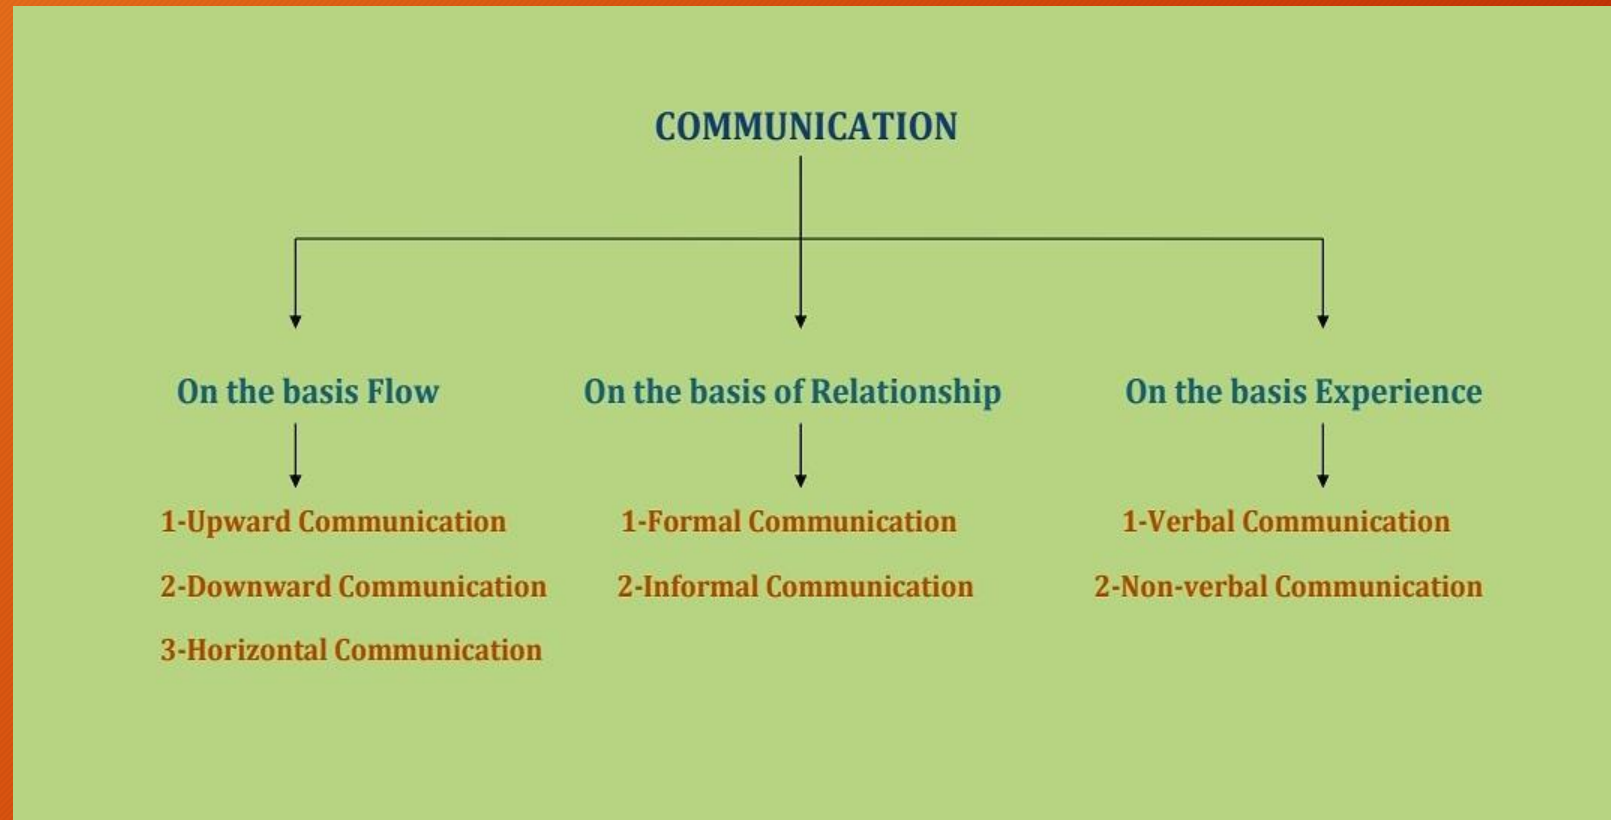 COMMUNICATION
On the basis Flow
1-Upward Communication
2-Downward Communication
3-Horizontal Communication
On the basis of Relationship
1-Formal Communication
2-Informal Communication
On the basis Experience
1-Verbal Communication
2-Non-verbal Communication